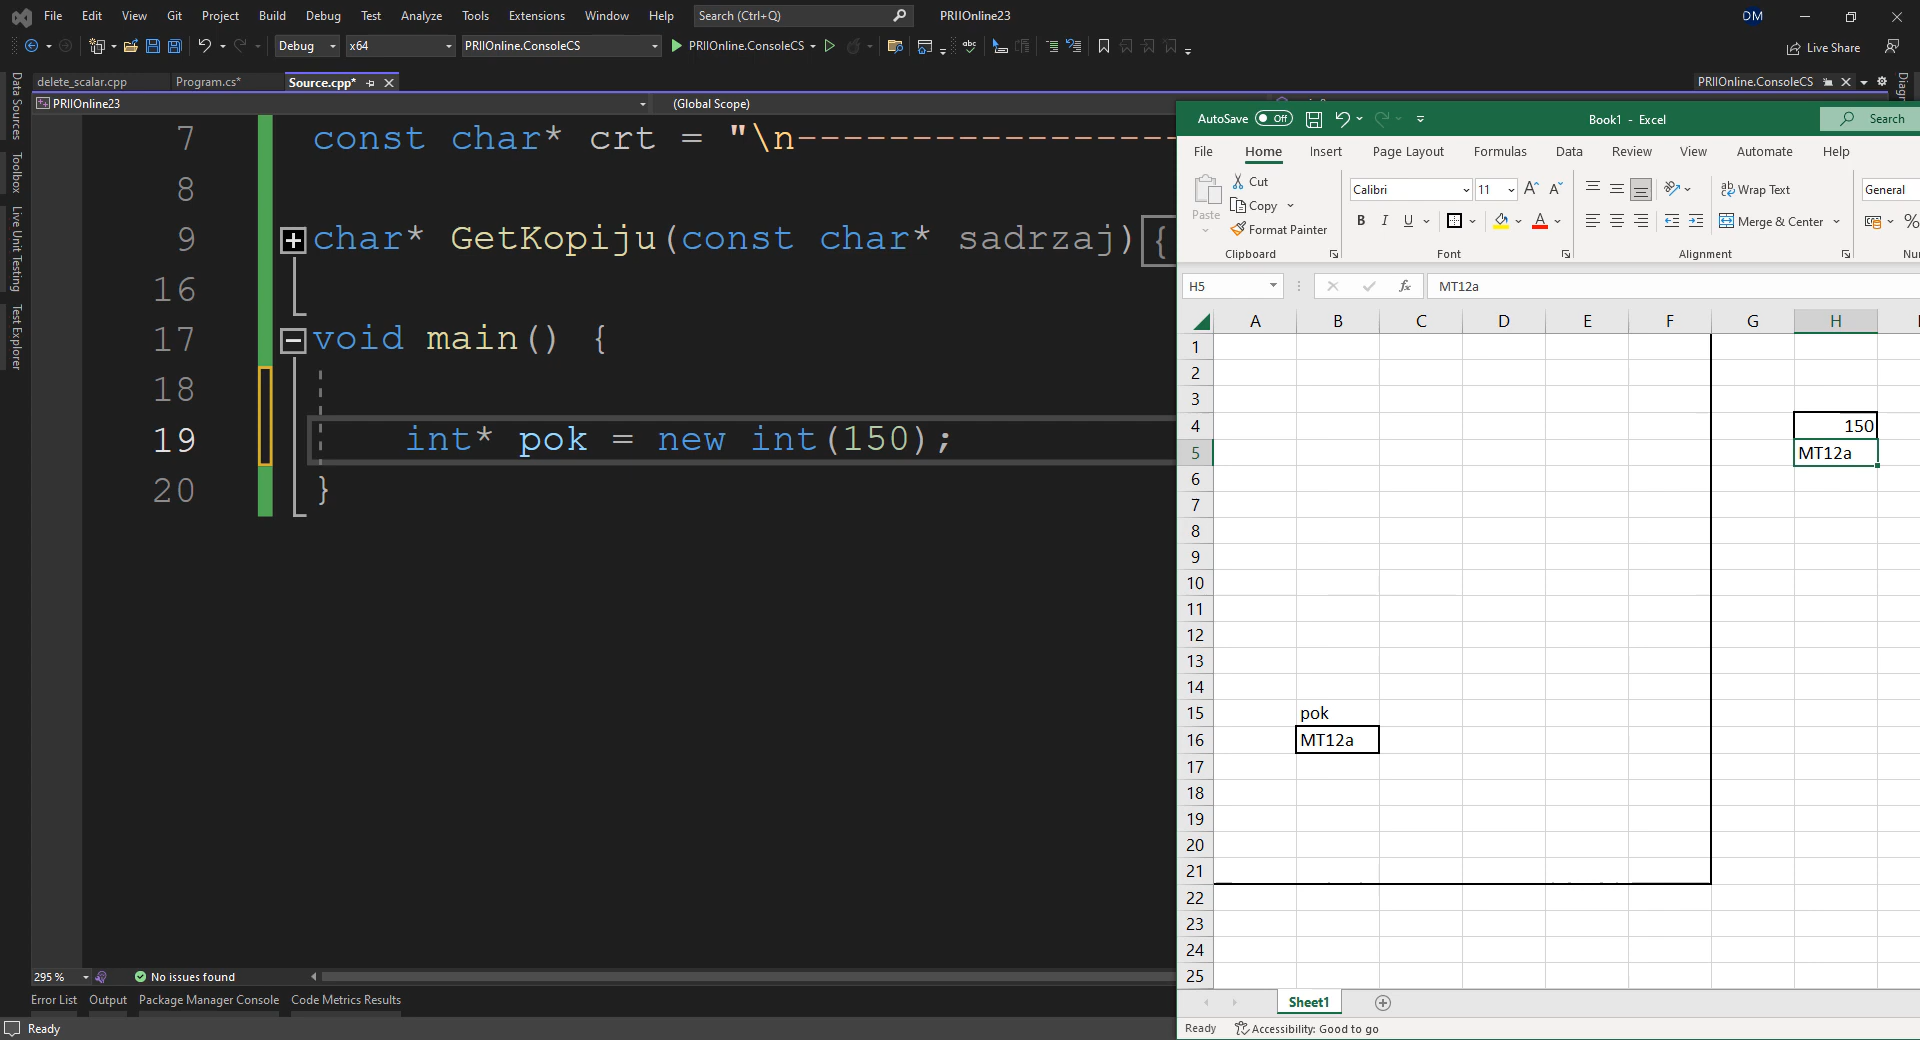 File Edit View Git Project Build Debug Test Analyze Tools Extensions Window Help Search (Ctrl+Q) PRIIOnline23 DM
Debug x64 PRIIOnline.ConsoleCS PRIIOnline.ConsoleCS Live Share
delete_scalar.cpp Program.cs* Source.cpp* PRIIOnline.ConsoleCS
PRIIOnline23 (Global Scope)
Data Sources
Toolbox
Live Unit Testing
Test Explorer
7 const char* crt = "\n-----------------
8
9 char* GetKopiju(const char* sadrzaj){
16
17 void main() {
18
19 int* pok = new int(150);
20 }
295 % No issues found
Error List Output Package Manager Console Code Metrics Results
Ready
AutoSave Off Book1 - Excel Search
File Home Insert Page Layout Formulas Data Review View Automate Help
Paste Cut
Copy
Format Painter
Calibri 11
B I U A
Wrap Text
Merge & Center
General
%
Clipboard Font Alignment
H5 fx MT12a
A B C D E F G H
1
2
3
4 150
5 MT12a
6
7
8
9
10
11
12
13
14
15 pok
16 MT12a
17
18
19
20
21
22
23
24
25
Sheet1
Ready Accessibility: Good to go